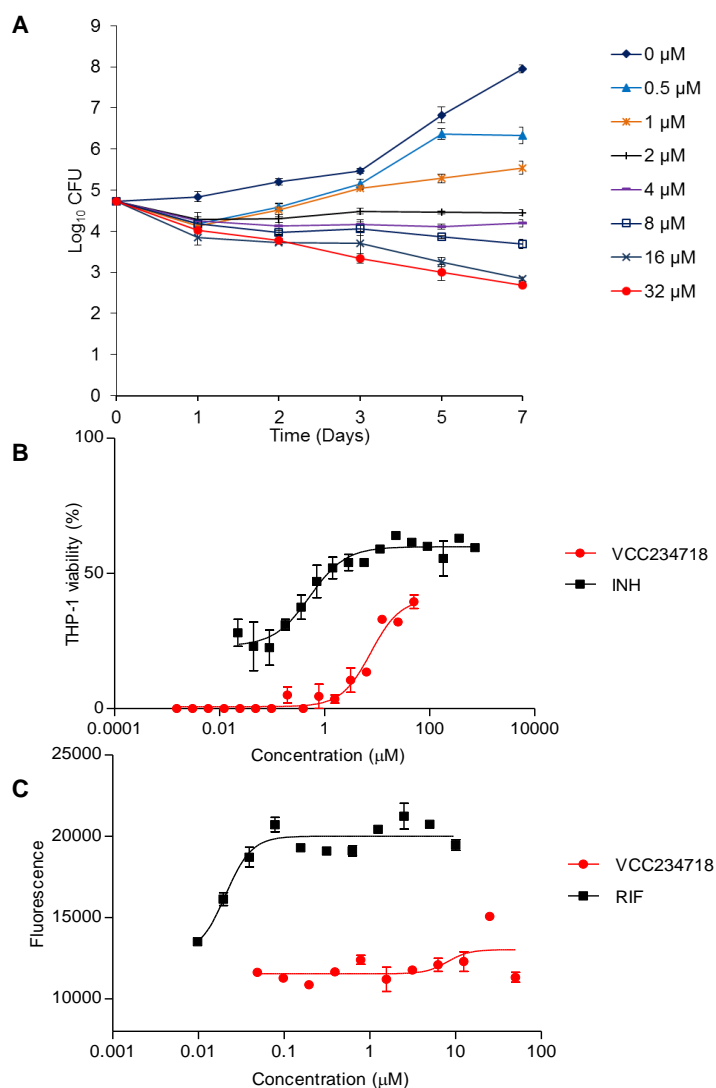 A
Log10 CFU
9
8
7
6
5
4
3
2
1
0
0 1 2 3 5 7
Time (Days)
0 µM
0.5 µM
1 µM
2 µM
4 µM
8 µM
16 µM
32 µM
B
THP-1 viability (%)
100
50
0
0.0001 0.01 1 100 10000
Concentration (µM)
VCC234718
INH
C
Fluorescence
25000
20000
15000
10000
0.001 0.01 0.1 1 10 100
Concentration (µM)
VCC234718
RIF